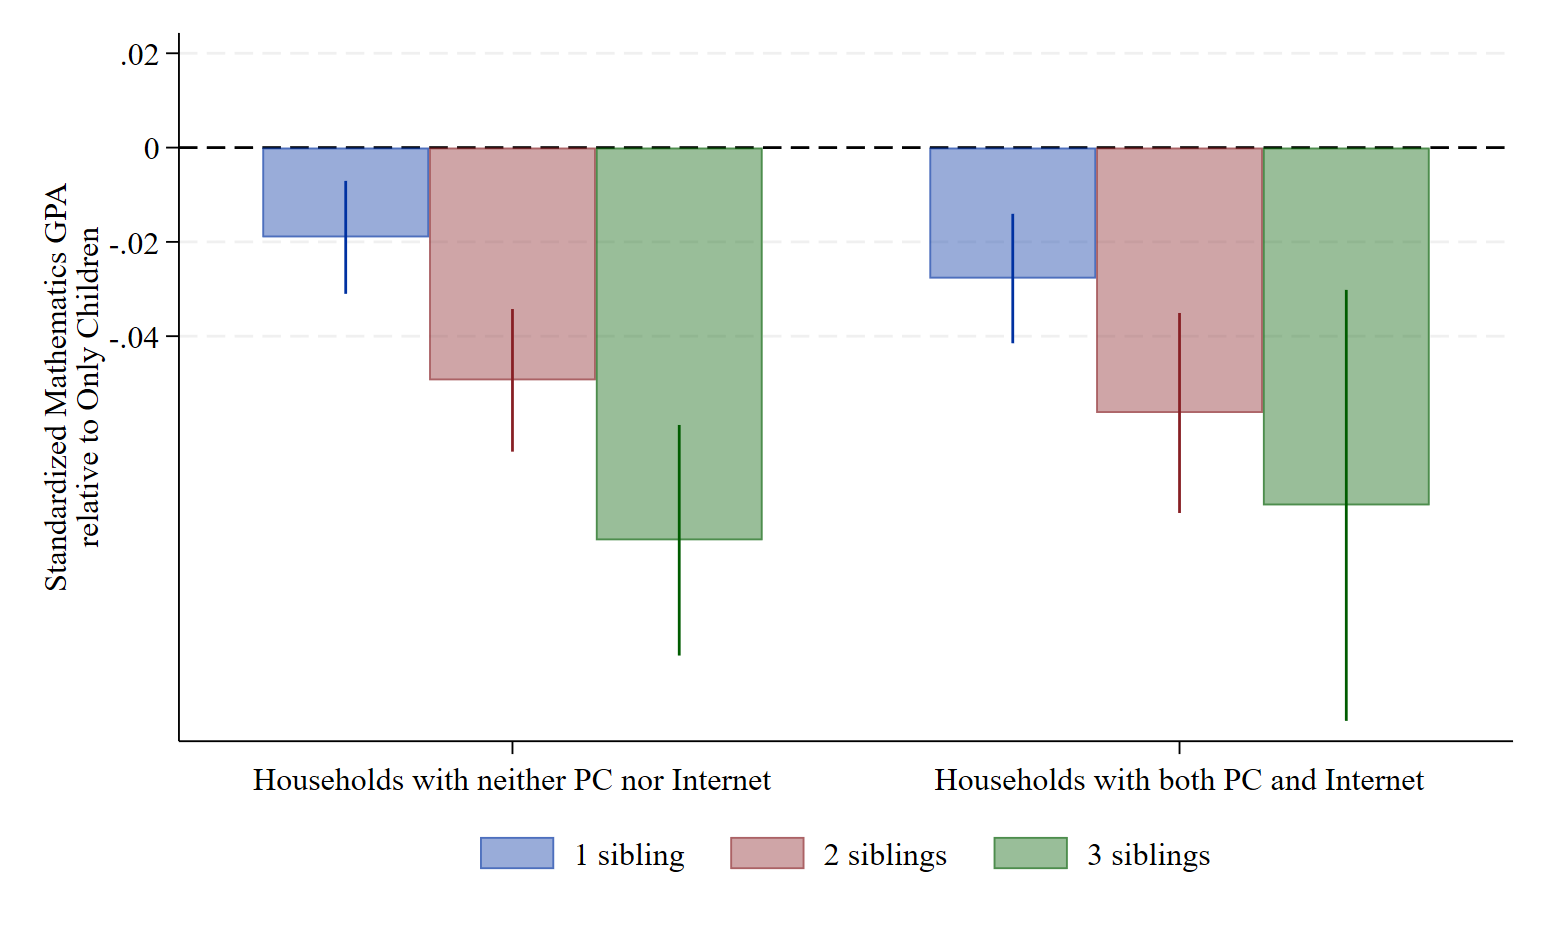 Standardized Mathematics GPA
relative to Only Children
.02
0
-.02
-.04
Households with neither PC nor Internet
Households with both PC and Internet
1 sibling
2 siblings
3 siblings